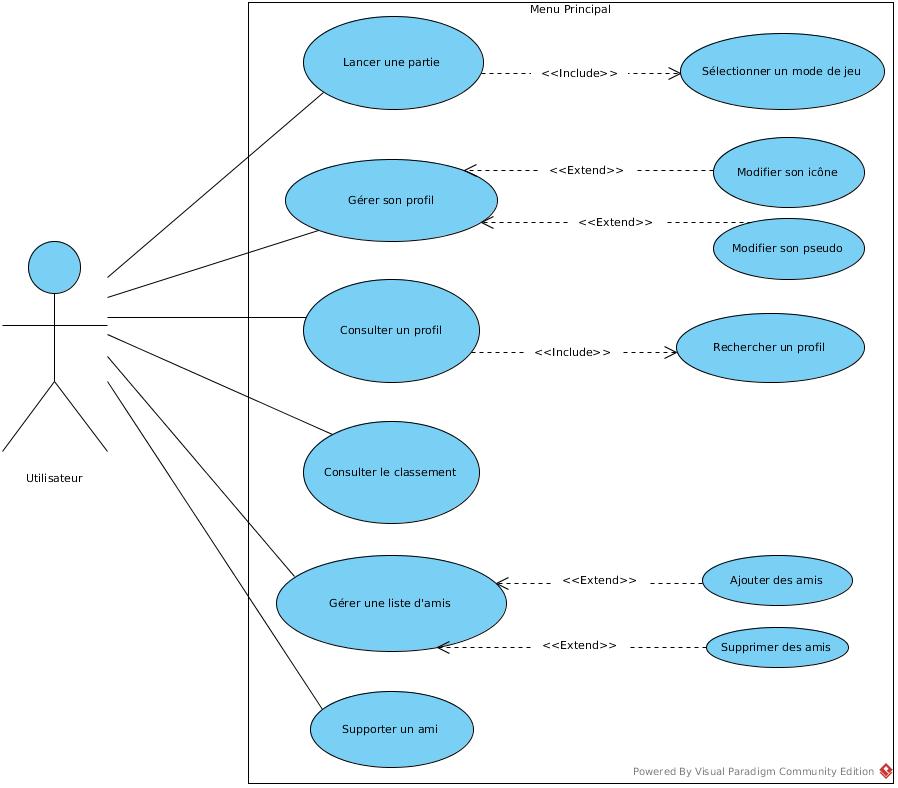 Menu Principal
Lancer une partie
<<Include>>
Sélectionner un mode de jeu
Gérer son profil
<<Extend>>
Modifier son icône
<<Extend>>
Modifier son pseudo
Consulter un profil
<<Include>>
Rechercher un profil
Utilisateur
Consulter le classement
Gérer une liste d'amis
<<Extend>>
Ajouter des amis
<<Extend>>
Supprimer des amis
Supporter un ami
Powered By Visual Paradigm Community Edition